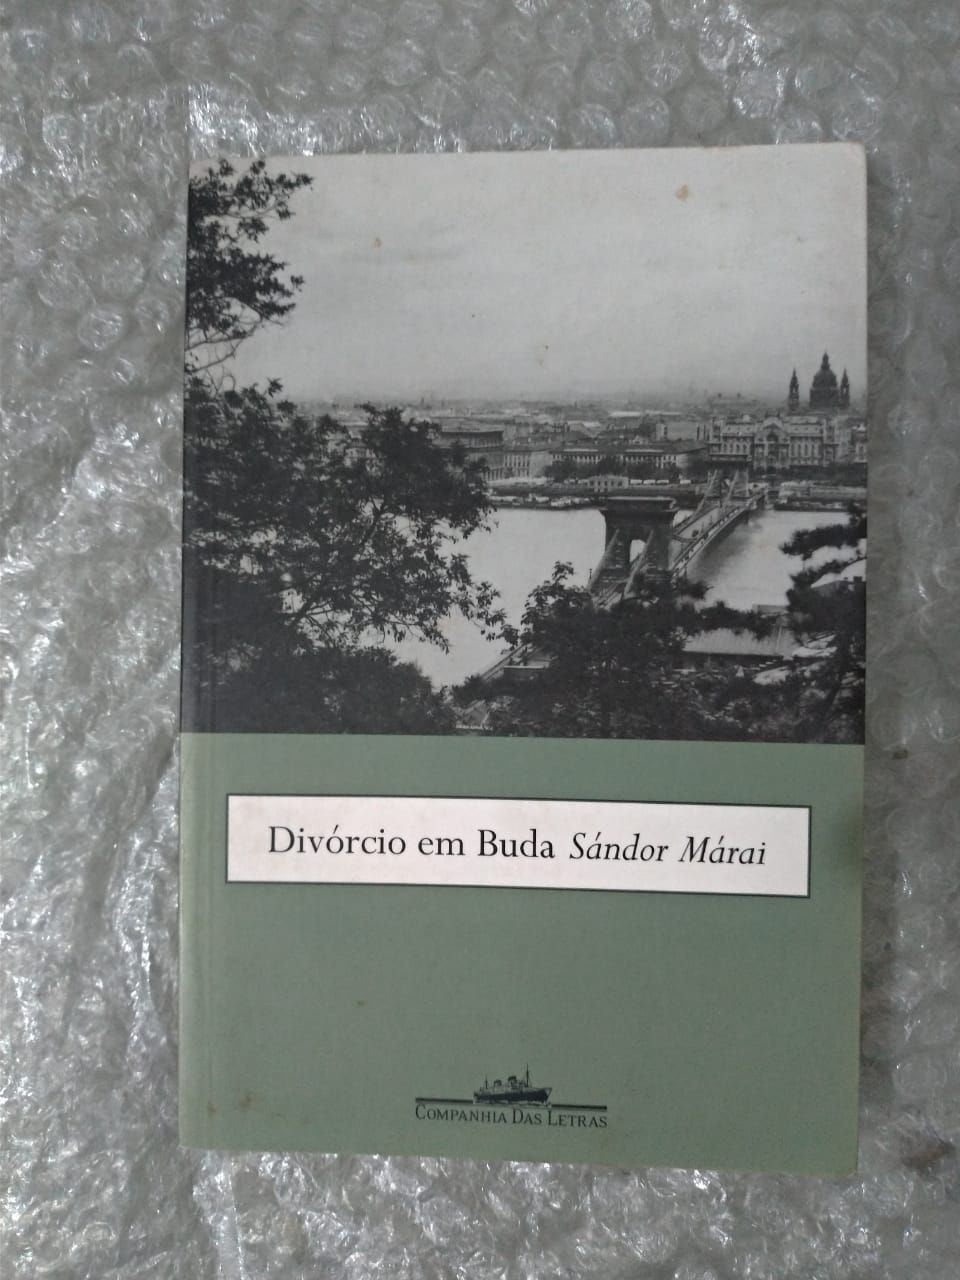 Divórcio em Buda Sándor Márai
COMPANHIA DAS LETRAS